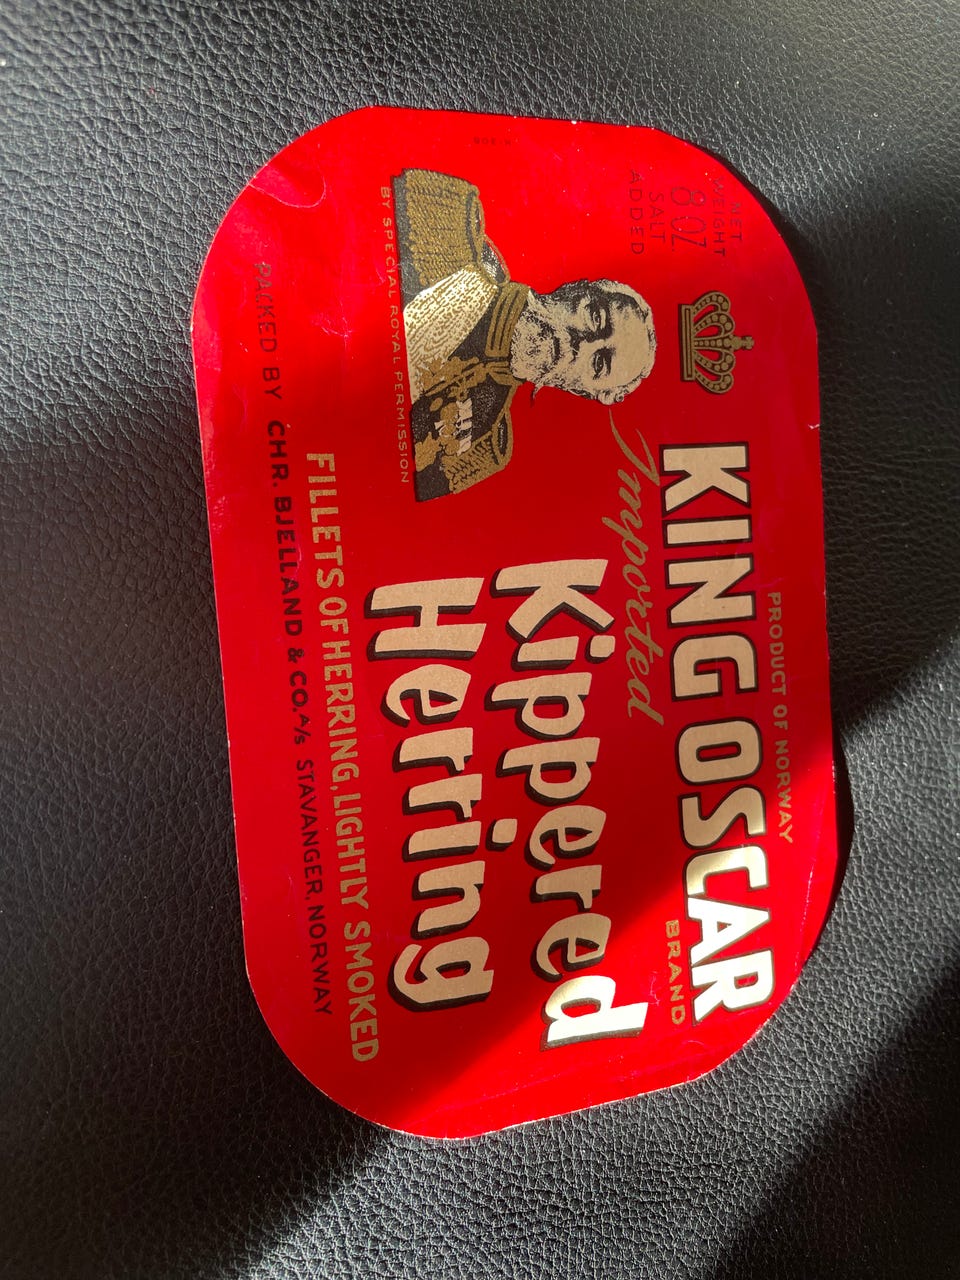 H-306
NET
WEIGHT
8 OZ.
SALT
ADDED
PRODUCT OF NORWAY
KING OSCAR
BRAND
Imported
Kippered
Herring
BY SPECIAL ROYAL PERMISSION
FILLETS OF HERRING, LIGHTLY SMOKED
PACKED BY CHR. BJELLAND & CO. A/S STAVANGER, NORWAY